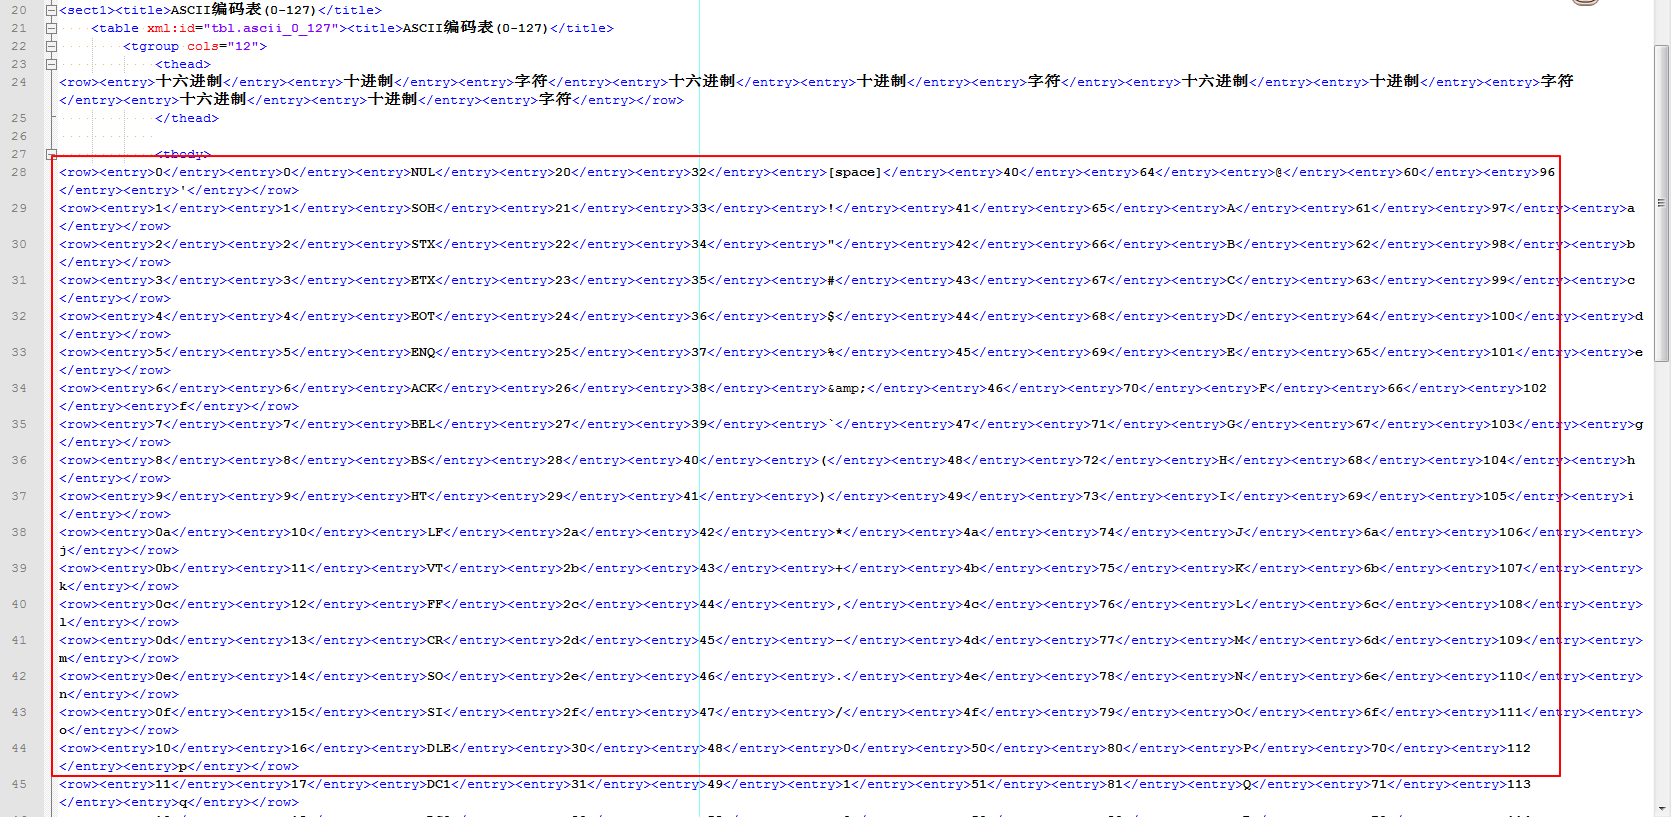 20 <sect1><title>ASCII编码表(0-127)</title>
21 <table xml:id="tbl.ascii_0_127"><title>ASCII编码表(0-127)</title>
22 <tgroup cols="12">
23 <thead>
24 <row><entry>十六进制</entry><entry>十进制</entry><entry>字符</entry><entry>十六进制</entry><entry>十进制</entry><entry>字符</entry><entry>十六进制</entry><entry>十进制</entry><entry>字符
</entry><entry>十六进制</entry><entry>十进制</entry><entry>字符</entry></row>
25 </thead>
26
27 <tbody>
28 <row><entry>0</entry><entry>0</entry><entry>NUL</entry><entry>20</entry><entry>32</entry><entry>[space]</entry><entry>40</entry><entry>64</entry><entry>@</entry><entry>60</entry><entry>96
</entry><entry>'</entry></row>
29 <row><entry>1</entry><entry>1</entry><entry>SOH</entry><entry>21</entry><entry>33</entry><entry>!</entry><entry>41</entry><entry>65</entry><entry>A</entry><entry>61</entry><entry>97</entry><entry>a
</entry></row>
30 <row><entry>2</entry><entry>2</entry><entry>STX</entry><entry>22</entry><entry>34</entry><entry>"</entry><entry>42</entry><entry>66</entry><entry>B</entry><entry>62</entry><entry>98</entry><entry>b
</entry></row>
31 <row><entry>3</entry><entry>3</entry><entry>ETX</entry><entry>23</entry><entry>35</entry><entry>#</entry><entry>43</entry><entry>67</entry><entry>C</entry><entry>63</entry><entry>99</entry><entry>c
</entry></row>
32 <row><entry>4</entry><entry>4</entry><entry>EOT</entry><entry>24</entry><entry>36</entry><entry>$</entry><entry>44</entry><entry>68</entry><entry>D</entry><entry>64</entry><entry>100</entry><entry>d
</entry></row>
33 <row><entry>5</entry><entry>5</entry><entry>ENQ</entry><entry>25</entry><entry>37</entry><entry>%</entry><entry>45</entry><entry>69</entry><entry>E</entry><entry>65</entry><entry>101</entry><entry>e
</entry></row>
34 <row><entry>6</entry><entry>6</entry><entry>ACK</entry><entry>26</entry><entry>38</entry><entry>&amp;</entry><entry>46</entry><entry>70</entry><entry>F</entry><entry>66</entry><entry>102
</entry><entry>f</entry></row>
35 <row><entry>7</entry><entry>7</entry><entry>BEL</entry><entry>27</entry><entry>39</entry><entry>`</entry><entry>47</entry><entry>71</entry><entry>G</entry><entry>67</entry><entry>103</entry><entry>g
</entry></row>
36 <row><entry>8</entry><entry>8</entry><entry>BS</entry><entry>28</entry><entry>40</entry><entry>(</entry><entry>48</entry><entry>72</entry><entry>H</entry><entry>68</entry><entry>104</entry><entry>h
</entry></row>
37 <row><entry>9</entry><entry>9</entry><entry>HT</entry><entry>29</entry><entry>41</entry><entry>)</entry><entry>49</entry><entry>73</entry><entry>I</entry><entry>69</entry><entry>105</entry><entry>i
</entry></row>
38 <row><entry>0a</entry><entry>10</entry><entry>LF</entry><entry>2a</entry><entry>42</entry><entry>*</entry><entry>4a</entry><entry>74</entry><entry>J</entry><entry>6a</entry><entry>106</entry><entry>
j</entry></row>
39 <row><entry>0b</entry><entry>11</entry><entry>VT</entry><entry>2b</entry><entry>43</entry><entry>+</entry><entry>4b</entry><entry>75</entry><entry>K</entry><entry>6b</entry><entry>107</entry><entry>
k</entry></row>
40 <row><entry>0c</entry><entry>12</entry><entry>FF</entry><entry>2c</entry><entry>44</entry><entry>,</entry><entry>4c</entry><entry>76</entry><entry>L</entry><entry>6c</entry><entry>108</entry><entry>
l</entry></row>
41 <row><entry>0d</entry><entry>13</entry><entry>CR</entry><entry>2d</entry><entry>45</entry><entry>-</entry><entry>4d</entry><entry>77</entry><entry>M</entry><entry>6d</entry><entry>109</entry><entry>
m</entry></row>
42 <row><entry>0e</entry><entry>14</entry><entry>SO</entry><entry>2e</entry><entry>46</entry><entry>.</entry><entry>4e</entry><entry>78</entry><entry>N</entry><entry>6e</entry><entry>110</entry><entry>
n</entry></row>
43 <row><entry>0f</entry><entry>15</entry><entry>SI</entry><entry>2f</entry><entry>47</entry><entry>/</entry><entry>4f</entry><entry>79</entry><entry>O</entry><entry>6f</entry><entry>111</entry><entry>
o</entry></row>
44 <row><entry>10</entry><entry>16</entry><entry>DLE</entry><entry>30</entry><entry>48</entry><entry>0</entry><entry>50</entry><entry>80</entry><entry>P</entry><entry>70</entry><entry>112
</entry><entry>p</entry></row>
45 <row><entry>11</entry><entry>17</entry><entry>DC1</entry><entry>31</entry><entry>49</entry><entry>1</entry><entry>51</entry><entry>81</entry><entry>Q</entry><entry>71</entry><entry>113
</entry><entry>q</entry></row>